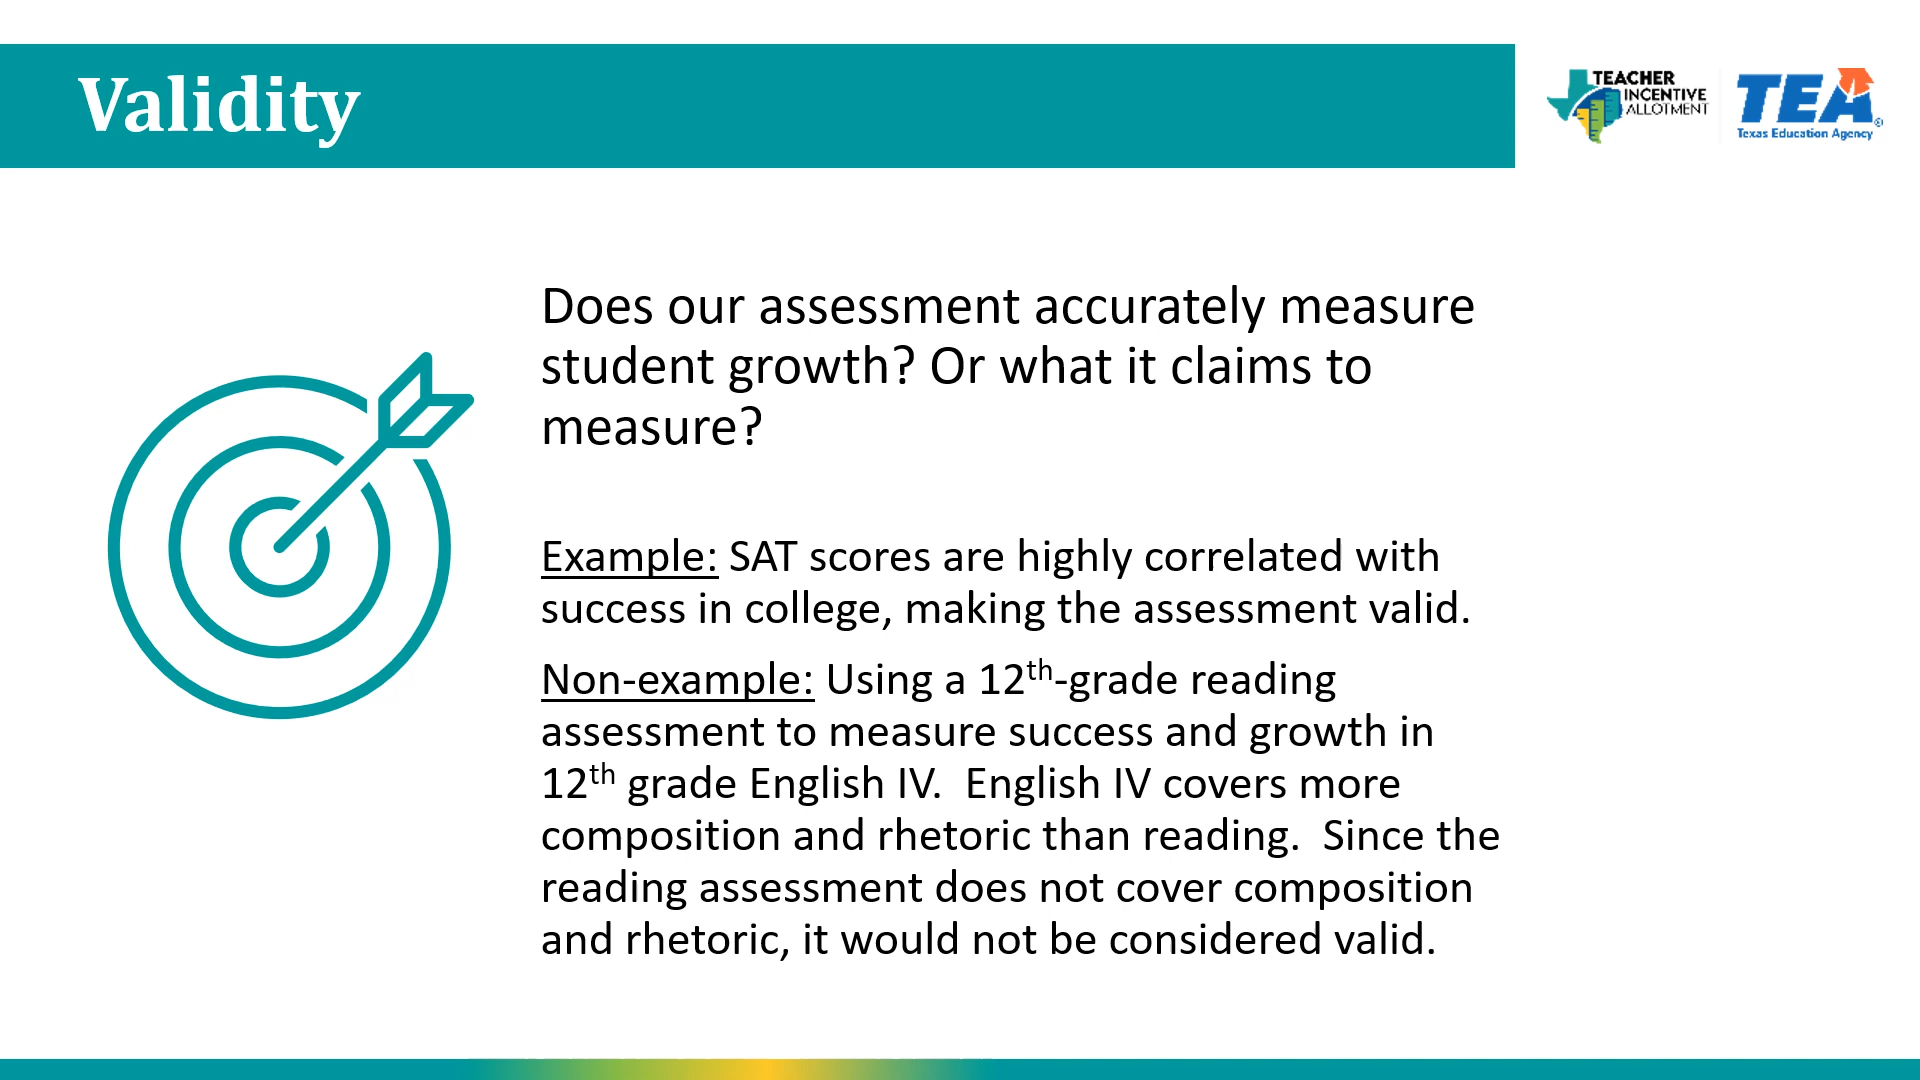 Validity
TEACHER
INCENTIVE
ALLOTMENT
TEA®
Texas Education Agency
Does our assessment accurately measure
student growth? Or what it claims to
measure?
Example: SAT scores are highly correlated with
success in college, making the assessment valid.
Non-example: Using a 12th-grade reading
assessment to measure success and growth in
12th grade English IV.  English IV covers more
composition and rhetoric than reading.  Since the
reading assessment does not cover composition
and rhetoric, it would not be considered valid.